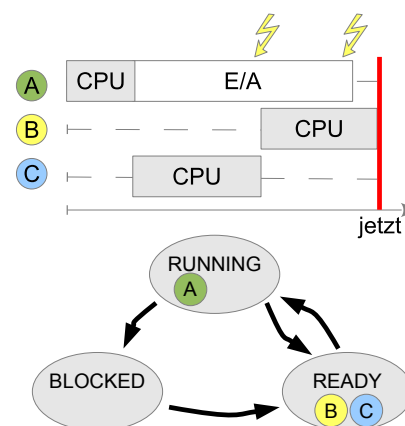 A CPU E/A
B CPU
C CPU
jetzt
RUNNING
A
BLOCKED
READY
B C